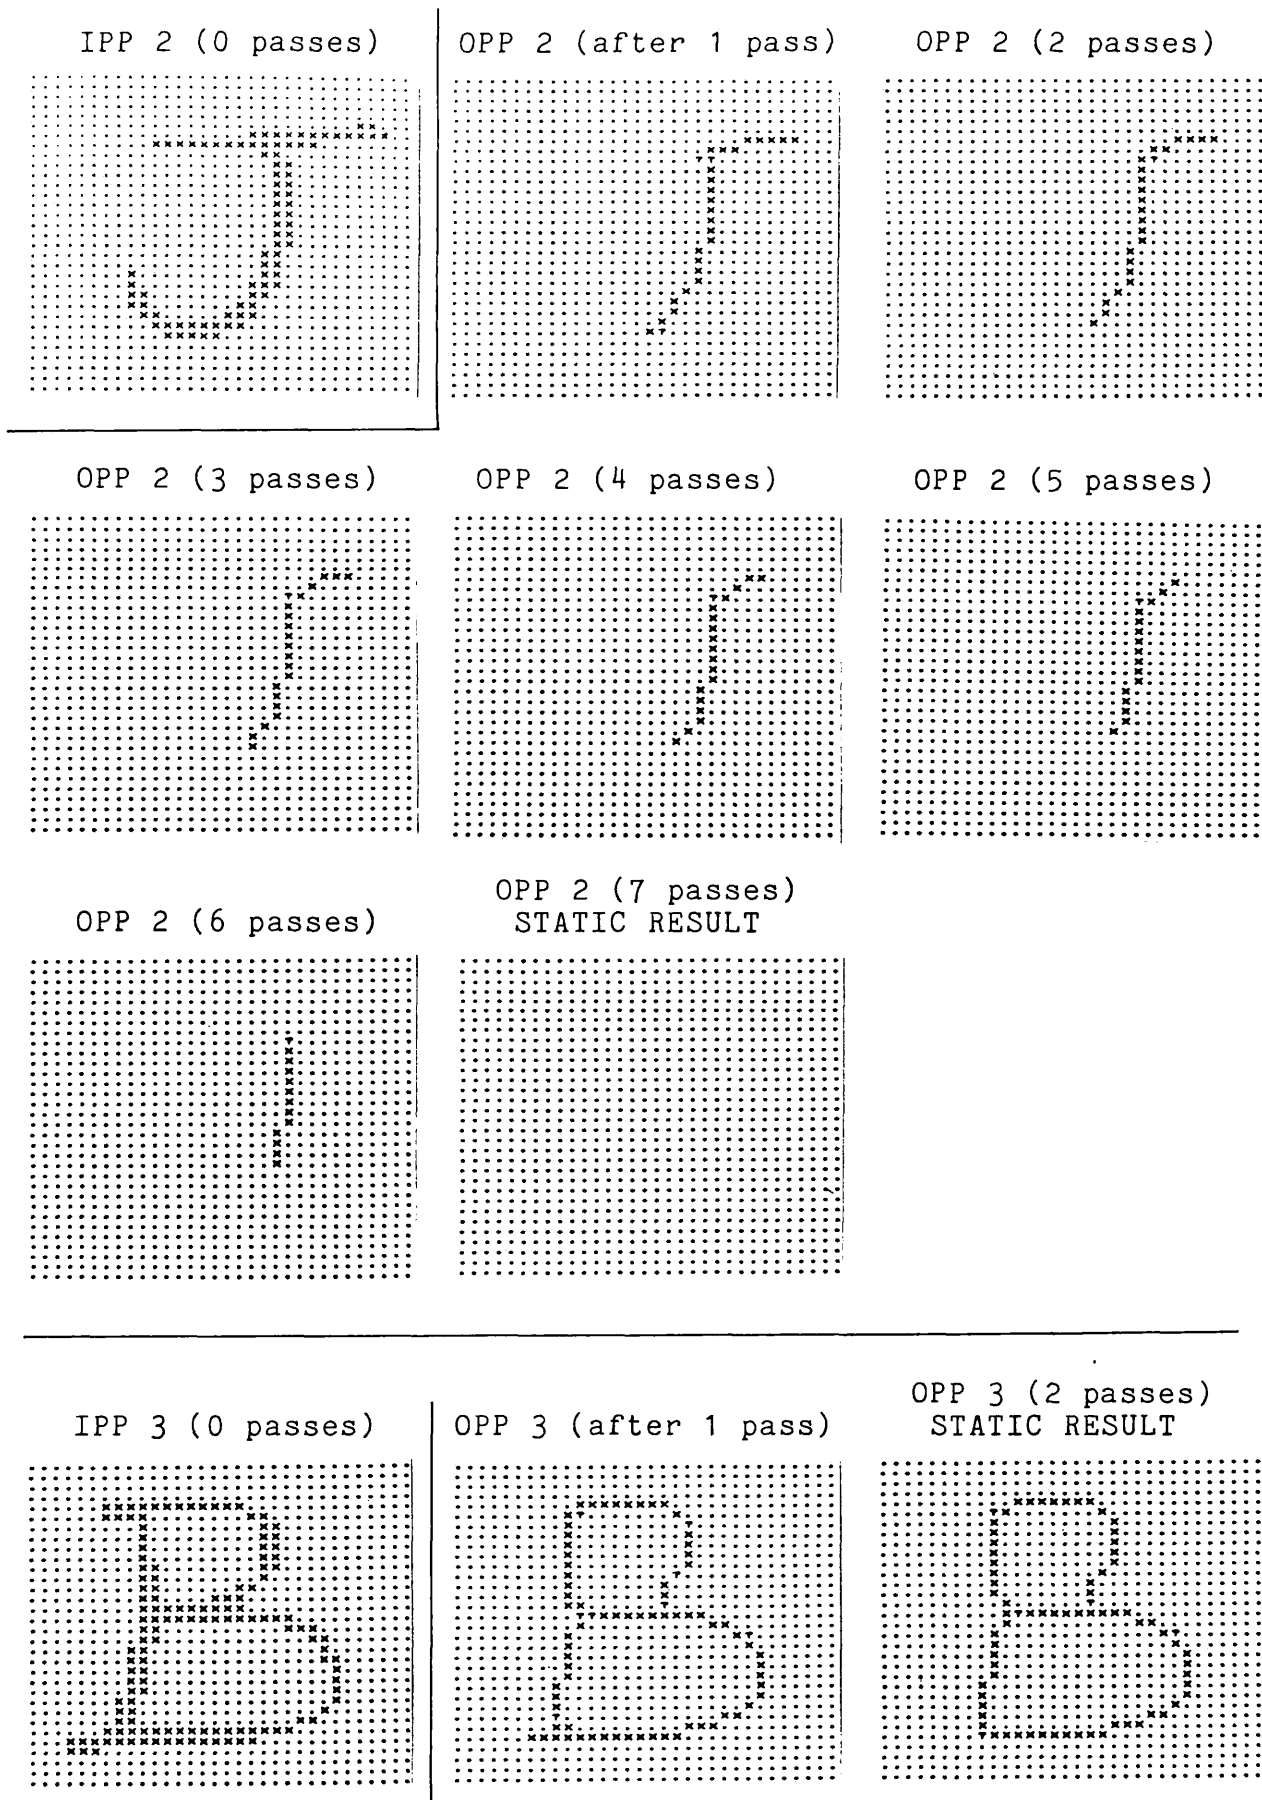 IPP 2 (0 passes)
OPP 2 (after 1 pass)
OPP 2 (2 passes)
OPP 2 (3 passes)
OPP 2 (4 passes)
OPP 2 (5 passes)
OPP 2 (6 passes)
OPP 2 (7 passes)
STATIC RESULT
IPP 3 (0 passes)
OPP 3 (after 1 pass)
OPP 3 (2 passes)
STATIC RESULT